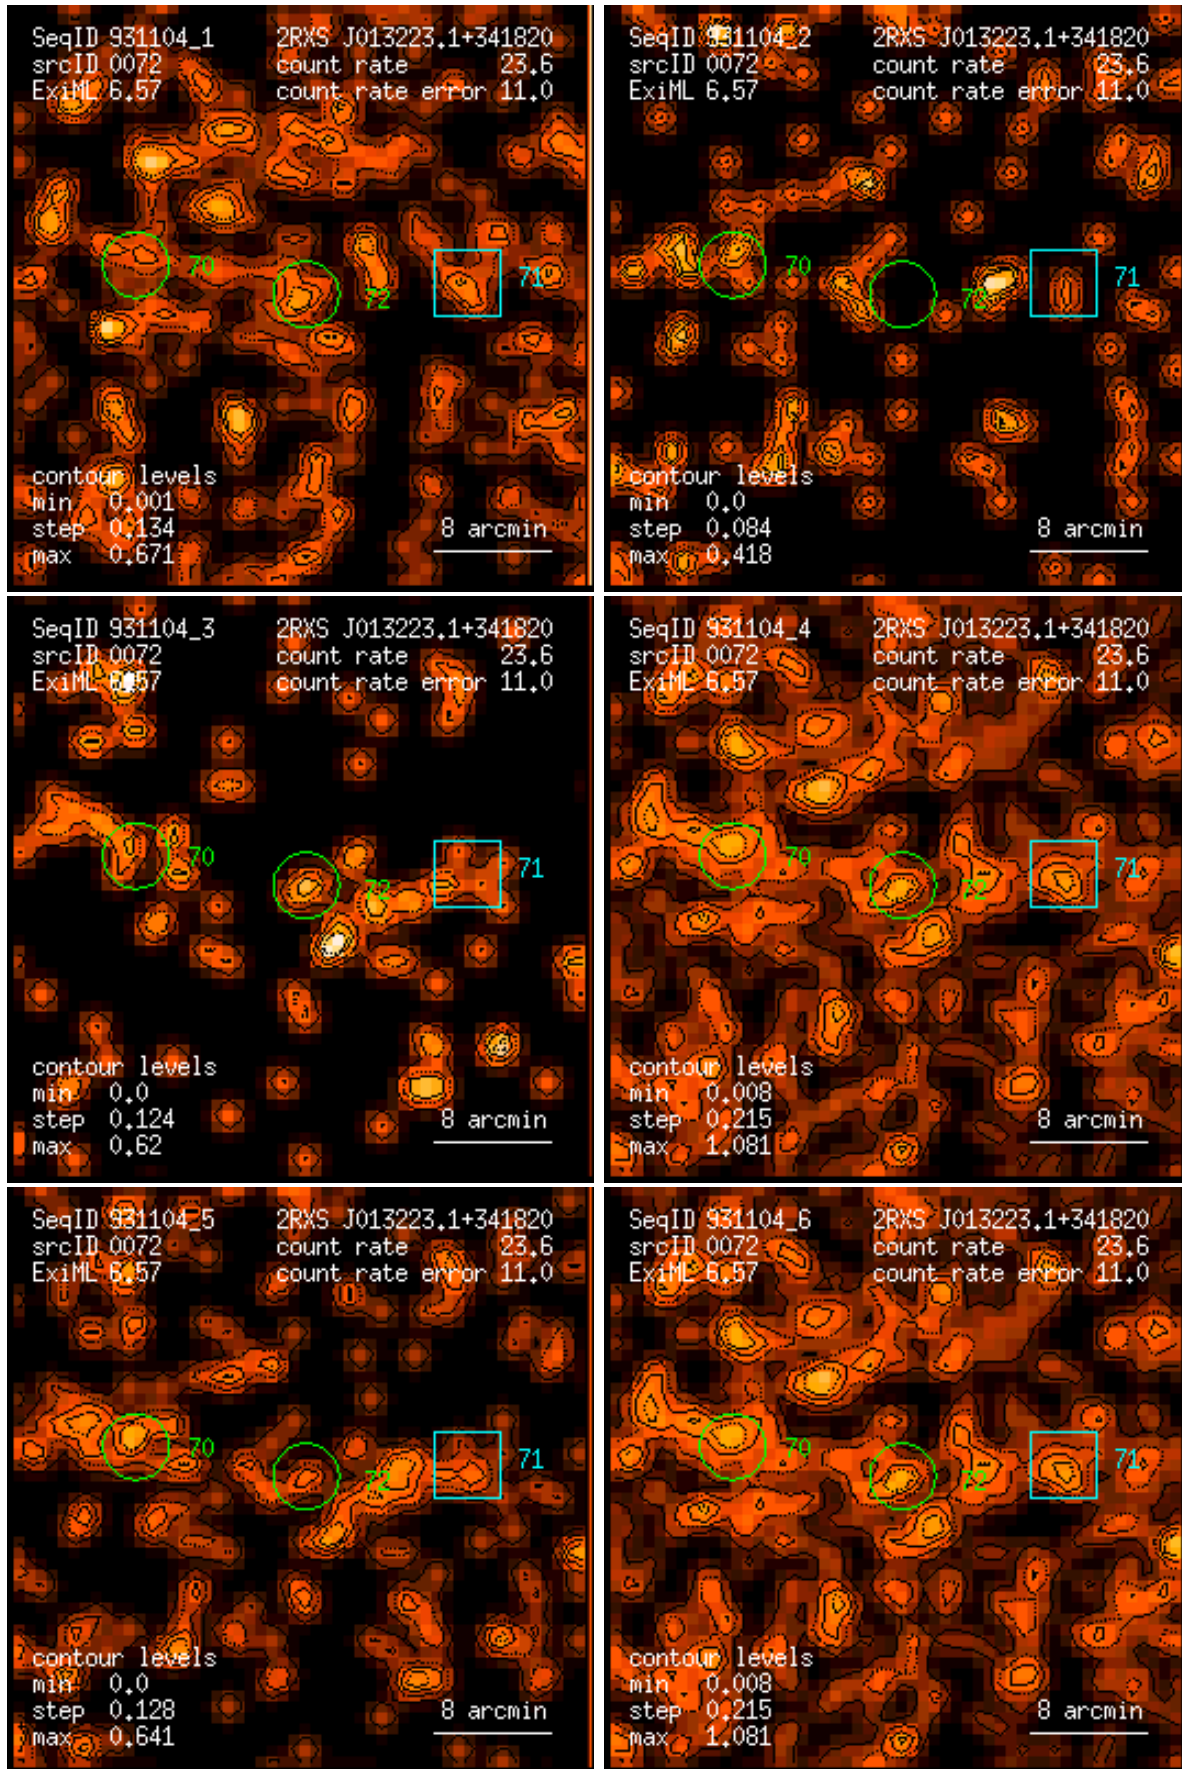 SeqID 931104_1 2RXS J013223.1+341820
srcID 0072 count rate 23.6
ExiML 6.57 count rate error 11.0
70
71
72
contour levels
min 0.001
step 0.134 8 arcmin
max 0.671
SeqID 931104_2 2RXS J013223.1+341820
srcID 0072 count rate 23.6
ExiML 6.57 count rate error 11.0
70
71
72
contour levels
min 0.0
step 0.084 8 arcmin
max 0.418
SeqID 931104_3 2RXS J013223.1+341820
srcID 0072 count rate 23.6
ExiML 6.57 count rate error 11.0
70
71
72
contour levels
min 0.0
step 0.124 8 arcmin
max 0.62
SeqID 931104_4 2RXS J013223.1+341820
srcID 0072 count rate 23.6
ExiML 6.57 count rate error 11.0
70
71
72
contour levels
min 0.008
step 0.215 8 arcmin
max 1.081
SeqID 931104_5 2RXS J013223.1+341820
srcID 0072 count rate 23.6
ExiML 6.57 count rate error 11.0
70
71
72
contour levels
min 0.0
step 0.128 8 arcmin
max 0.641
SeqID 931104_6 2RXS J013223.1+341820
srcID 0072 count rate 23.6
ExiML 6.57 count rate error 11.0
70
71
72
contour levels
min 0.008
step 0.215 8 arcmin
max 1.081